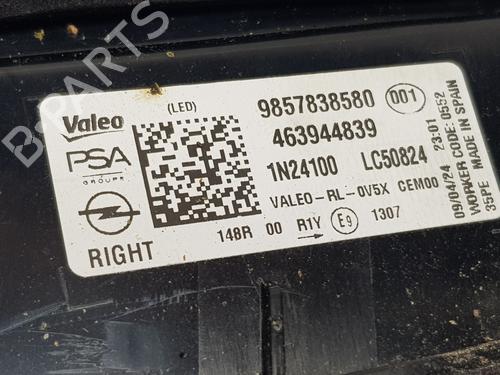 B-PARTS
Valeo
(LED)
9857838580 001
PSA
GROUPE
463944839
1N24100 LC50824
VALEO-RL-0V5X CEM00
148R 00 R1Y E9 1307
RIGHT
09/04/24 23:01
WORKER CODE: 0552
35PE MADE IN SPAIN